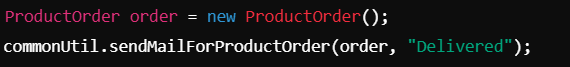 ProductOrder order = new ProductOrder();
commonUtil.sendMailForProductOrder(order, "Delivered");